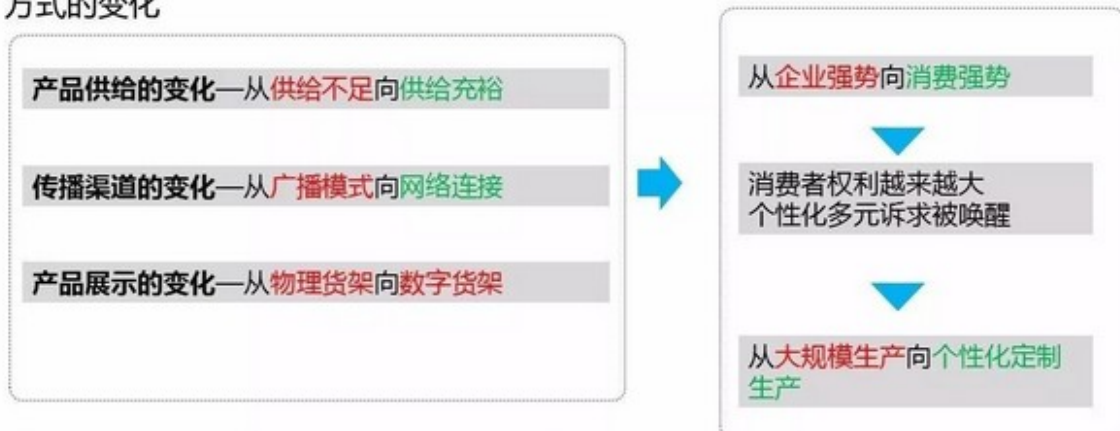 方式的变化
产品供给的变化—从供给不足向供给充裕
传播渠道的变化—从广播模式向网络连接
产品展示的变化—从物理货架向数字货架
从企业强势向消费强势
消费者权利越来越大
个性化多元诉求被唤醒
从大规模生产向个性化定制
生产